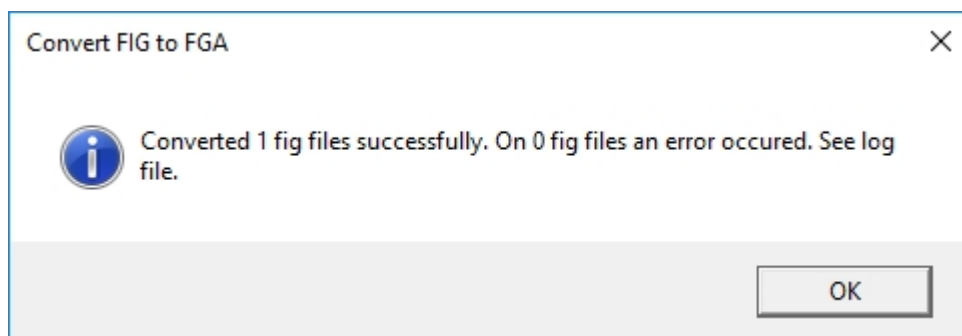 Convert FIG to FGA
Converted 1 fig files successfully. On 0 fig files an error occured. See log
file.
OK